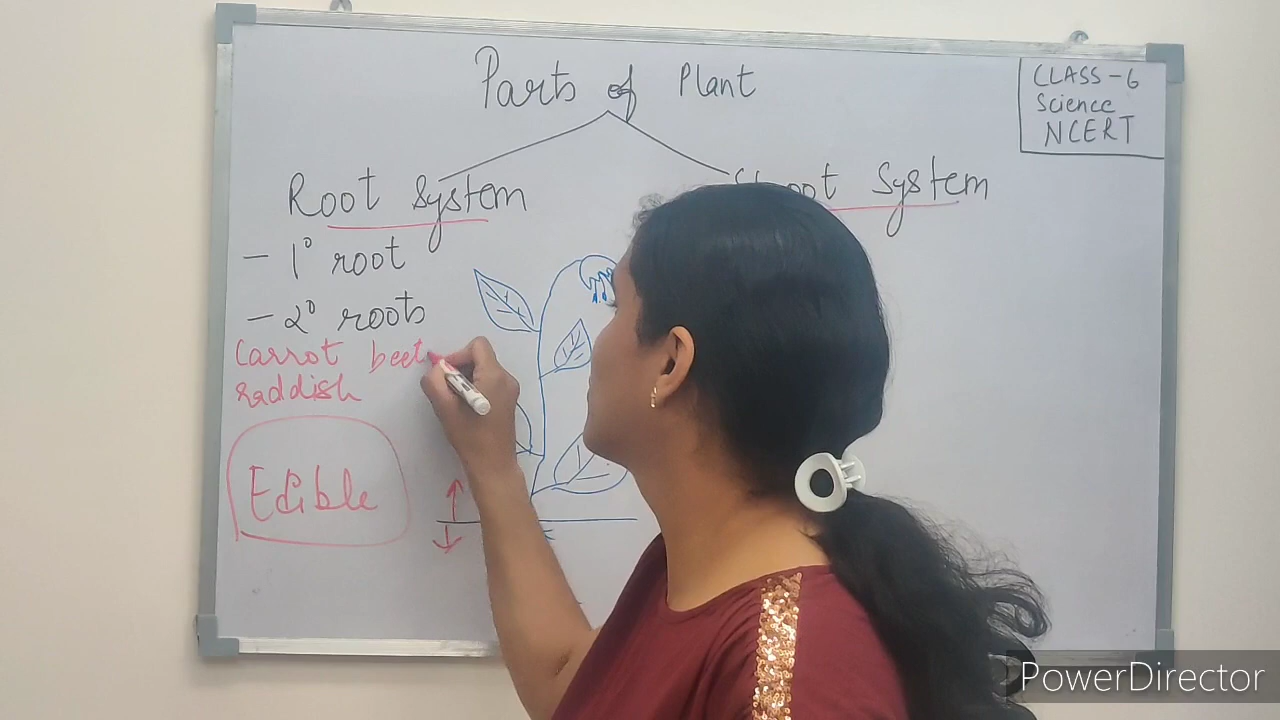 Parts of Plant
CLASS-6
Science
NCERT
Root System
System
- 1° root
- 2° roots
Carrot beet
raddish
Edible
PowerDirector